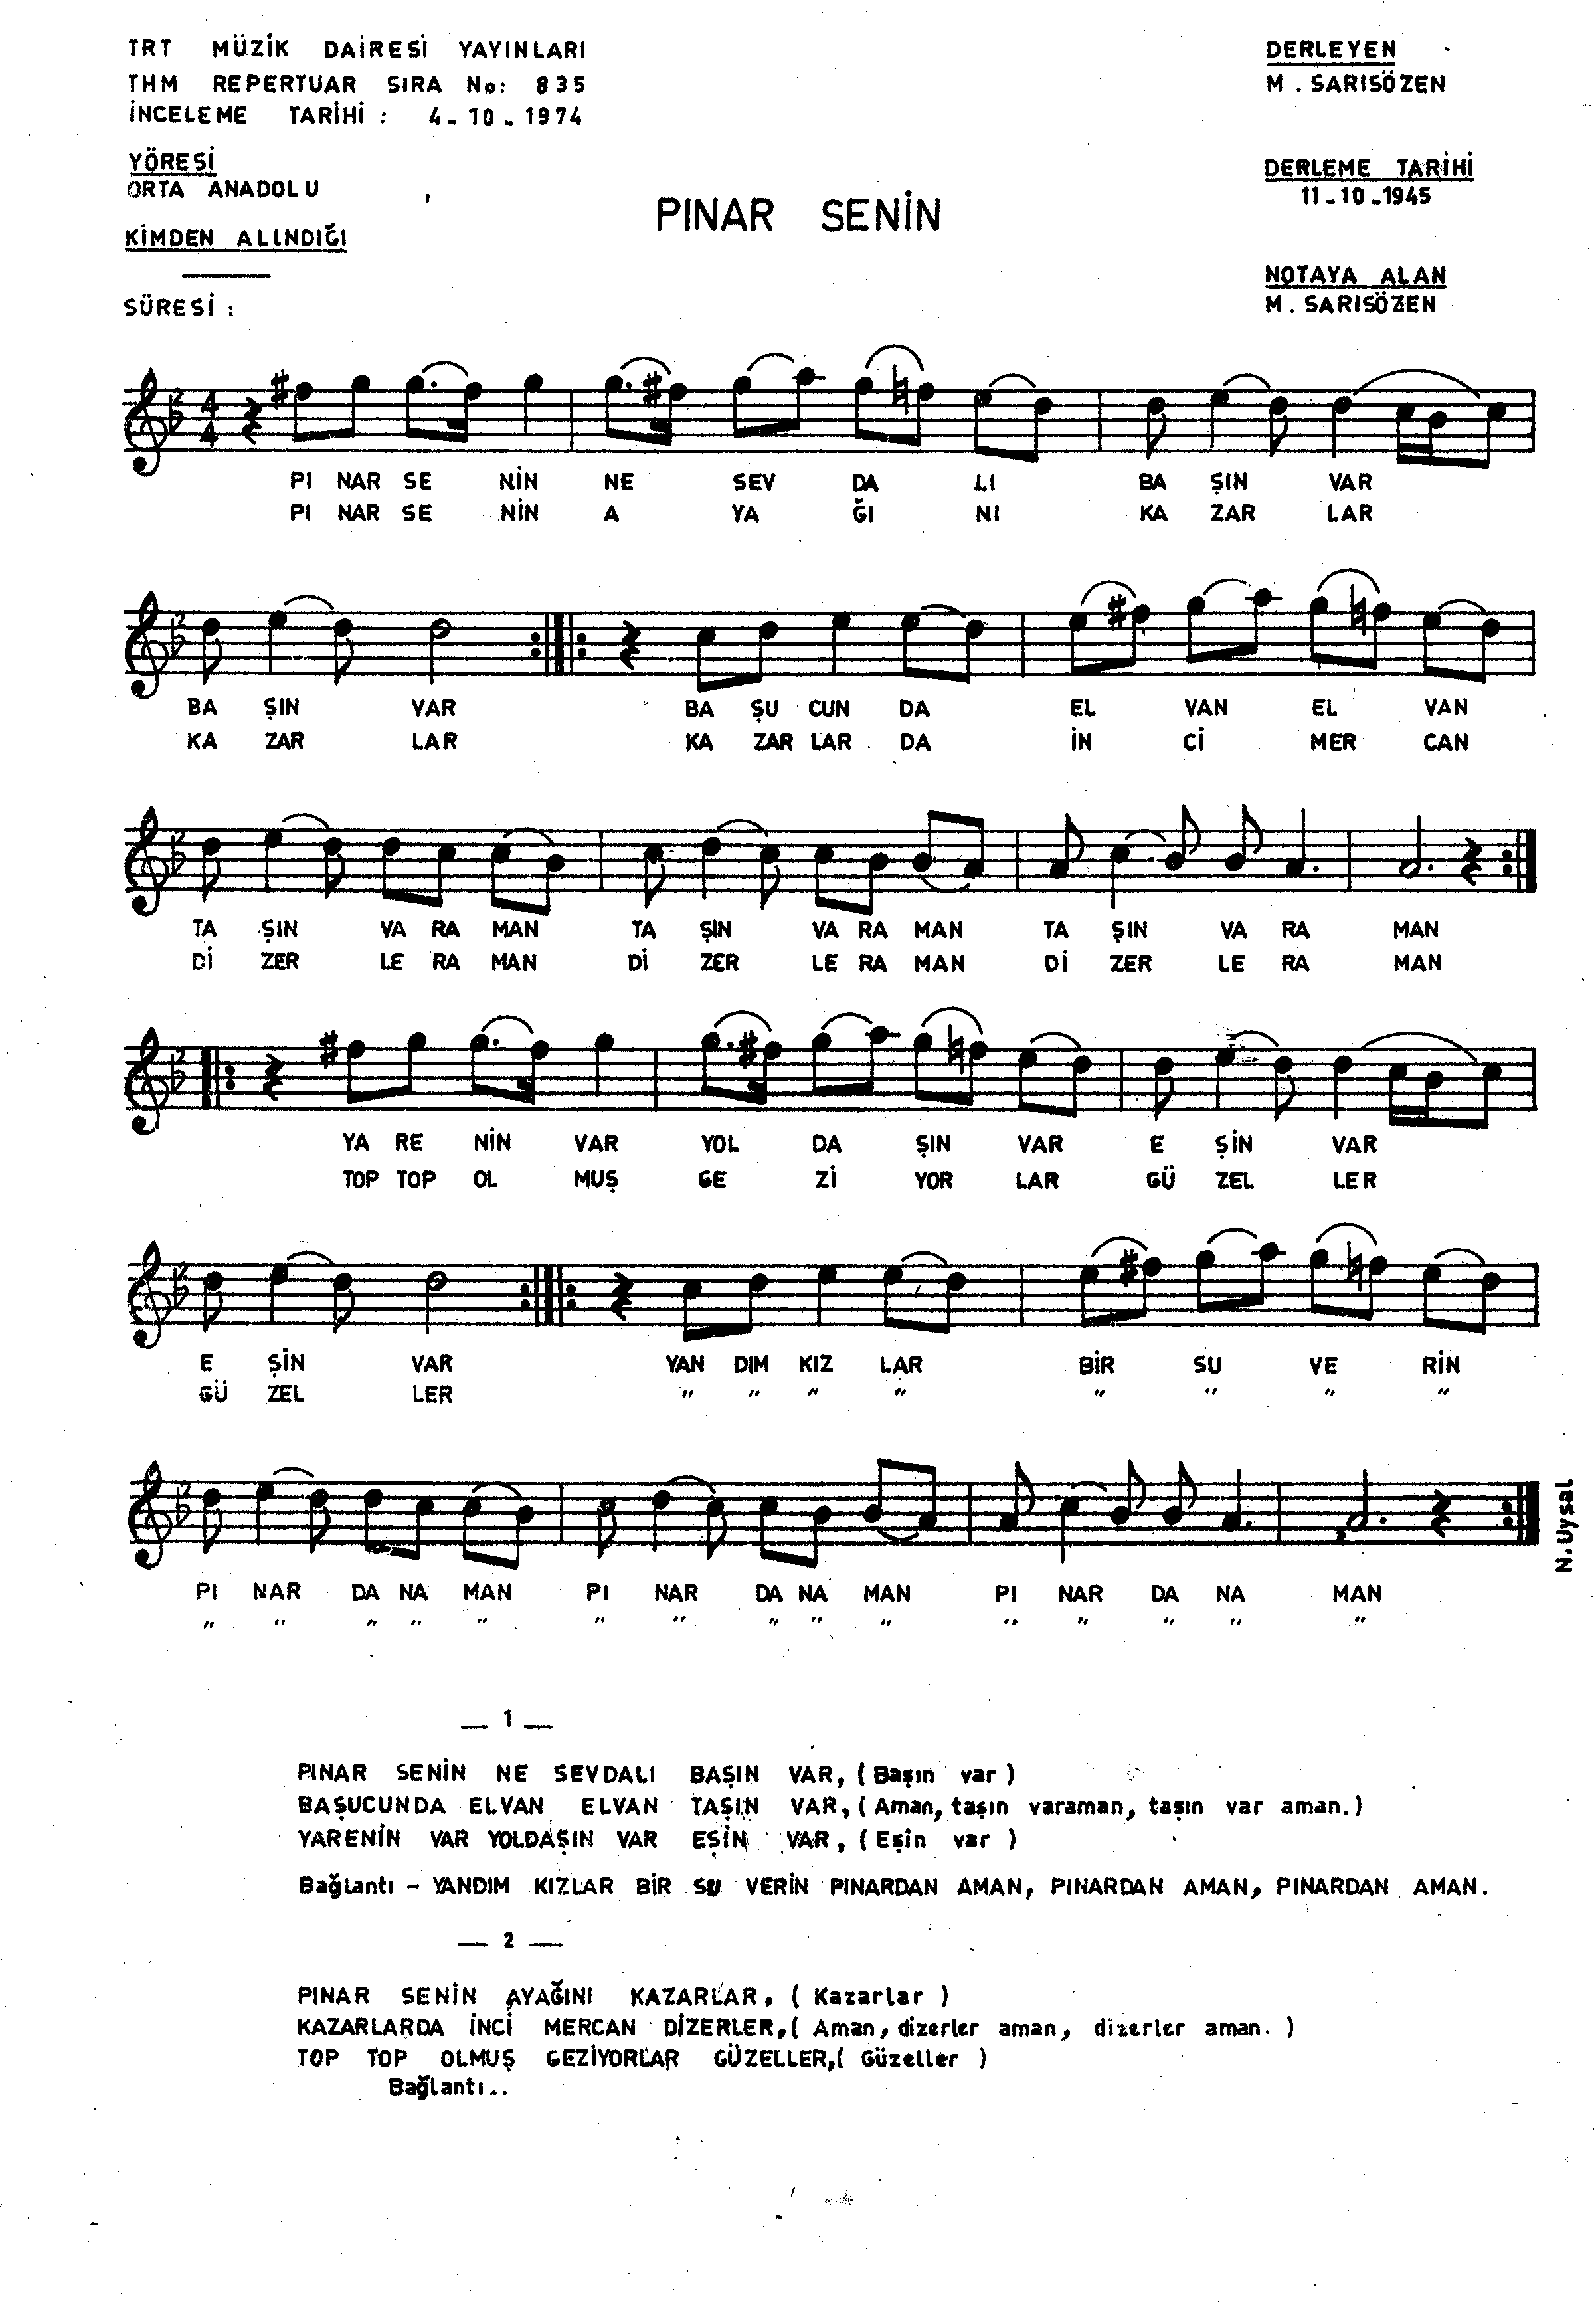 TRT MÜZİK DAİRESİ YAYINLARI
THM REPERTUAR SIRA No: 835
İNCELEME TARİHİ : 4-10-1974
YÖRESİ
ORTA ANADOLU
KİMDEN ALINDIĞI
SÜRESİ :
PINAR SENİN
DERLEYEN
M. SARISÖZEN
DERLEME TARİHİ
11-10-1945
NOTAYA ALAN
M. SARISÖZEN
4
4
PI NAR SE NİN NE SEV DA LI BA ŞIN VAR
PI NAR SE NİN A YA ĞI NI KA ZAR LAR
BA ŞIN VAR BA ŞU CUN DA EL VAN EL VAN
KA ZAR LAR KA ZAR LAR DA İN Cİ MER CAN
TA ŞIN VA RA MAN TA ŞIN VA RA MAN TA ŞIN VA RA MAN
Dİ ZER LE RA MAN Dİ ZER LE RA MAN Dİ ZER LE RA MAN
YA RE NİN VAR YOL DA ŞIN VAR E ŞİN VAR
TOP TOP OL MUŞ GE Zİ YOR LAR GÜ ZEL LER
E ŞİN VAR YAN DIM KIZ LAR BİR SU VE RİN
GÜ ZEL LER " " " " " " " "
PI NAR DA NA MAN PI NAR DA NA MAN PI NAR DA NA MAN
" " " " " " " " " " " " " " "
N. Uysal
— 1 —
PINAR SENİN NE SEVDALI BAŞIN VAR, (Başın var)
BAŞUCUNDA ELVAN ELVAN TAŞIN VAR, (Aman, taşın varaman, taşın var aman.)
YARENİN VAR YOLDAŞIN VAR EŞİN VAR, (Eşin var)
Bağlantı – YANDIM KIZLAR BİR SU VERİN PINARDAN AMAN, PINARDAN AMAN, PINARDAN AMAN.
— 2 —
PINAR SENİN AYAĞINI KAZARLAR, (Kazarlar)
KAZARLARDA İNCİ MERCAN DİZERLER, (Aman, dizerler aman, dizerler aman.)
TOP TOP OLMUŞ GEZİYORLAR GÜZELLER, (Güzeller)
Bağlantı..